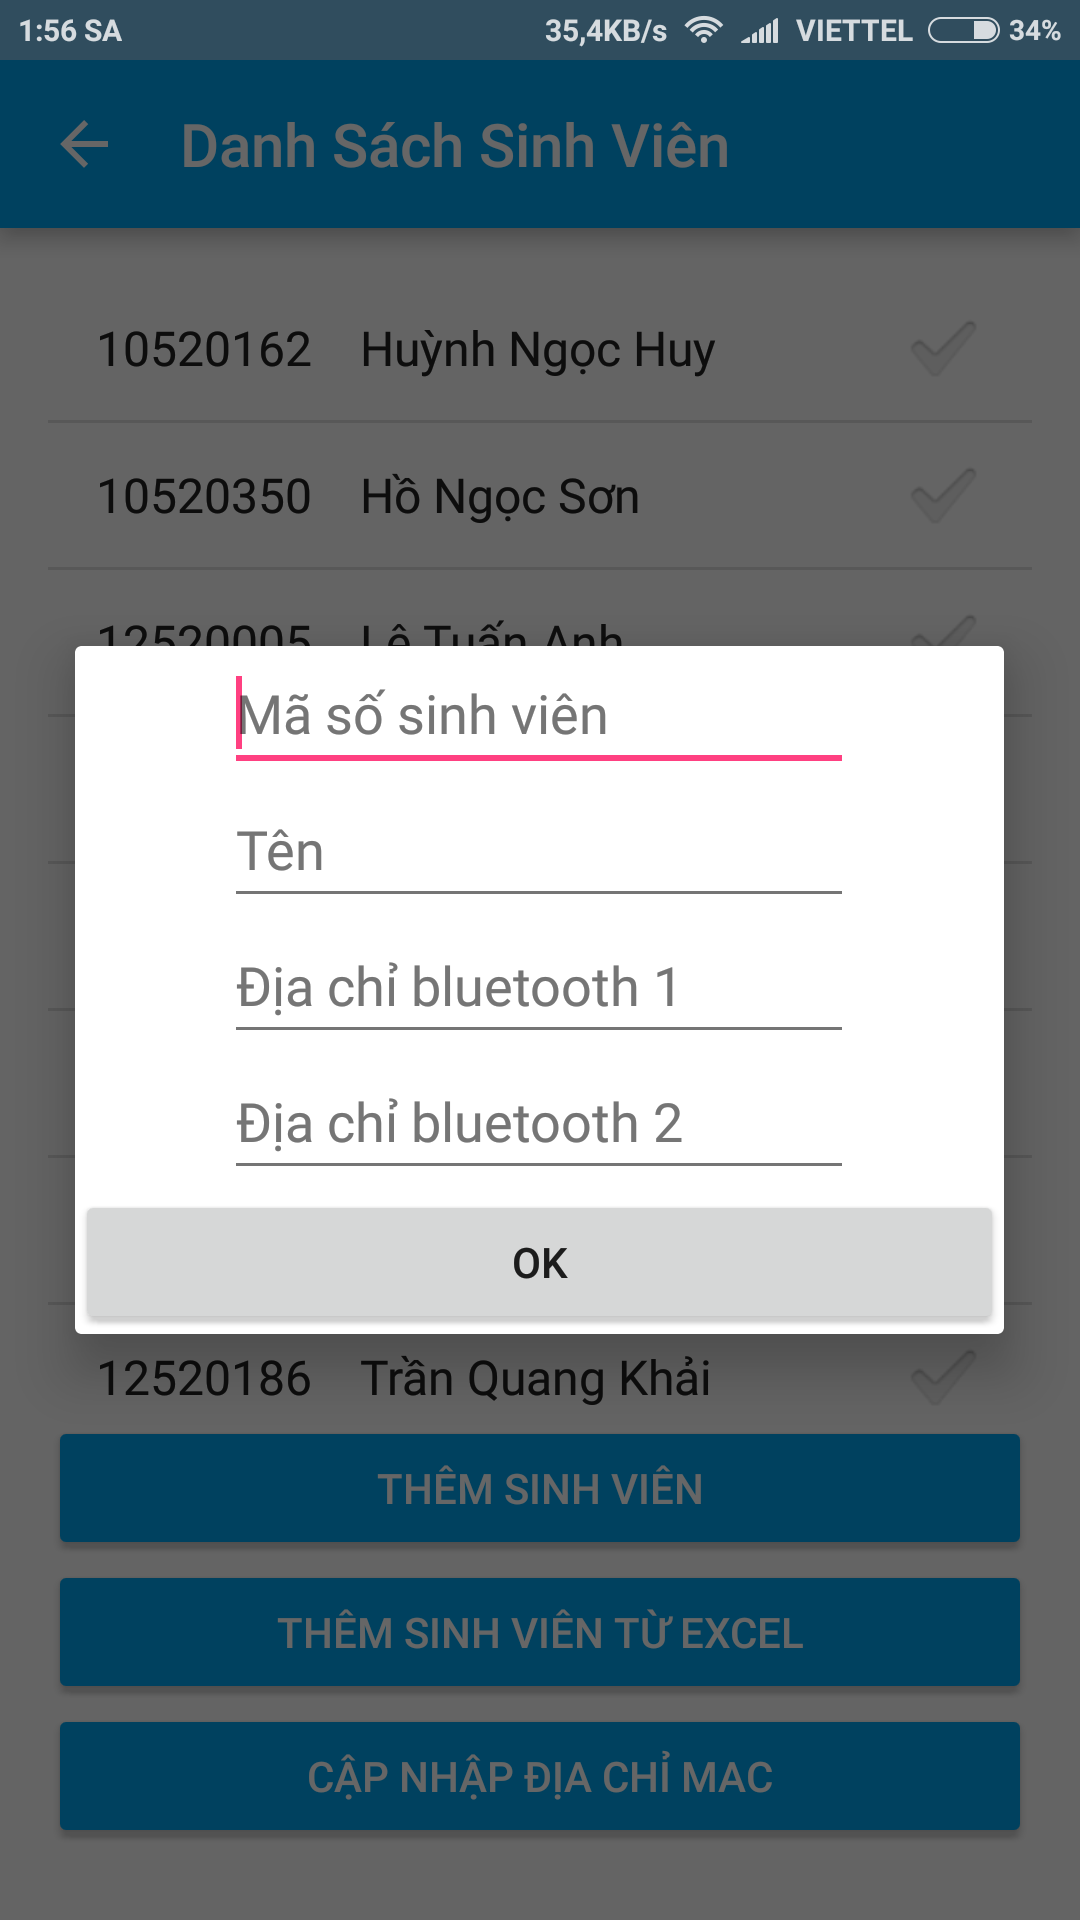 1:56 SA 35,4KB/s VIETTEL 34%
Danh Sách Sinh Viên
10520162 Huỳnh Ngọc Huy
10520350 Hồ Ngọc Sơn
12520005 Lê Tuấn Anh
Mã số sinh viên
Tên
Địa chỉ bluetooth 1
Địa chỉ bluetooth 2
OK
12520186 Trần Quang Khải
THÊM SINH VIÊN
THÊM SINH VIÊN TỪ EXCEL
CẬP NHẬP ĐỊA CHỈ MAC